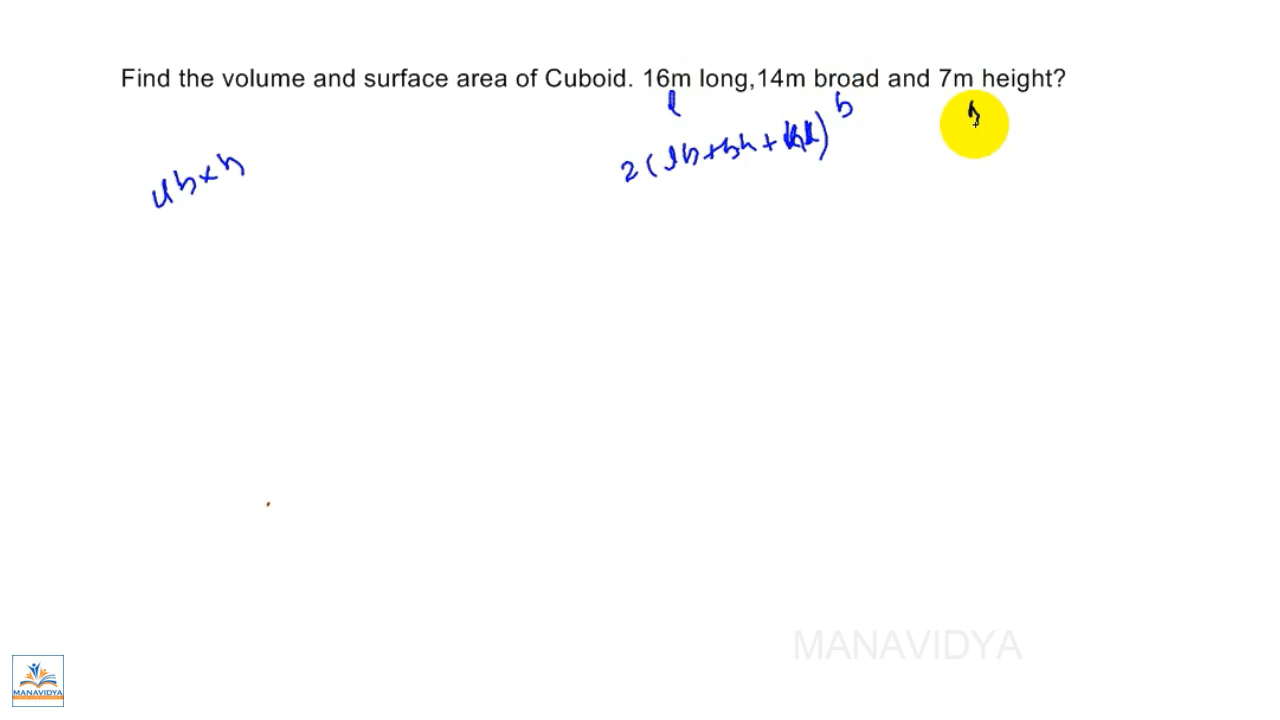 Find the volume and surface area of Cuboid. 16m long,14m broad and 7m height?
l b h
2(lb+bh+hl)
MANAVIDYA
MANAVIDYA